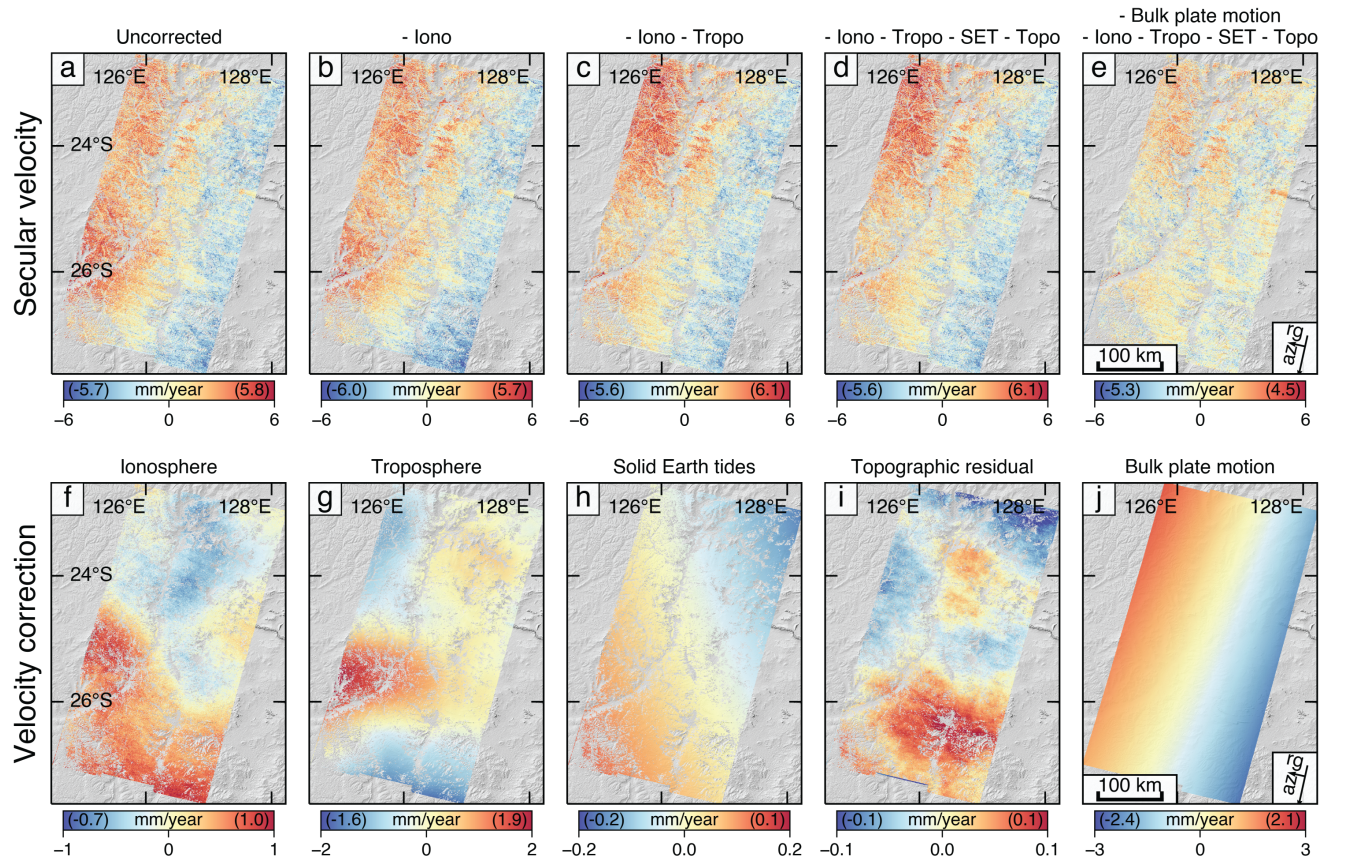 Uncorrected
- Iono
- Iono - Tropo
- Iono - Tropo - SET - Topo
- Bulk plate motion
- Iono - Tropo - SET - Topo
Secular velocity
a 126°E 128°E
b 126°E 128°E
c 126°E 128°E
d 126°E 128°E
e 126°E 128°E
24°S
26°S
100 km
rg
az
(-5.7) mm/year (5.8)
(-6.0) mm/year (5.7)
(-5.6) mm/year (6.1)
(-5.6) mm/year (6.1)
(-5.3) mm/year (4.5)
−6 0 6
−6 0 6
−6 0 6
−6 0 6
−6 0 6
Ionosphere
Troposphere
Solid Earth tides
Topographic residual
Bulk plate motion
Velocity correction
f 126°E 128°E
g 126°E 128°E
h 126°E 128°E
i 126°E 128°E
j 126°E 128°E
24°S
26°S
100 km
rg
az
(-0.7) mm/year (1.0)
(-1.6) mm/year (1.9)
(-0.2) mm/year (0.1)
(-0.1) mm/year (0.1)
(-2.4) mm/year (2.1)
−1 0 1
−2 0 2
−0.2 0.0 0.2
−0.1 0.0 0.1
−3 0 3